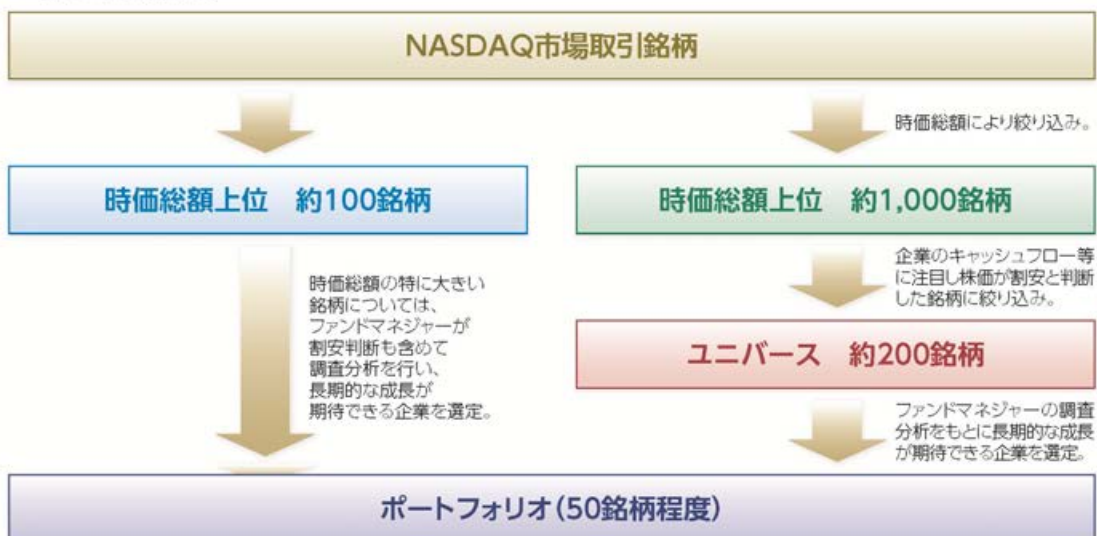 NASDAQ市場取引銘柄
時価総額により絞り込み。
時価総額上位 約100銘柄
時価総額上位 約1,000銘柄
企業のキャッシュフロー等
に注目し株価が割安と判断
した銘柄に絞り込み。
時価総額の特に大きい
銘柄については、
ファンドマネジャーが
割安判断も含めて
調査分析を行い、
長期的な成長が
期待できる企業を選定。
ユニバース 約200銘柄
ファンドマネジャーの調査
分析をもとに長期的な成長
が期待できる企業を選定。
ポートフォリオ(50銘柄程度)